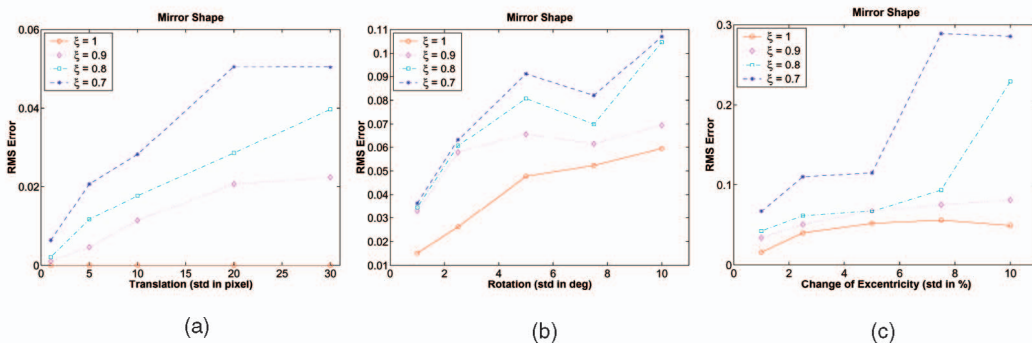 Mirror Shape
0.06
0.04
0.02
0
RMS Error
ξ = 1
ξ = 0.9
ξ = 0.8
ξ = 0.7
0 5 10 15 20 25 30
Translation (std in pixel)
(a)
Mirror Shape
0.11
0.1
0.09
0.08
0.07
0.06
0.05
0.04
0.03
0.02
0.01
RMS Error
ξ = 1
ξ = 0.9
ξ = 0.8
ξ = 0.7
0 2 4 6 8 10
Rotation (std in deg)
(b)
Mirror Shape
0.3
0.2
0.1
0
RMS Error
ξ = 1
ξ = 0.9
ξ = 0.8
ξ = 0.7
0 2 4 6 8 10
Change of Excentricity (std in %)
(c)